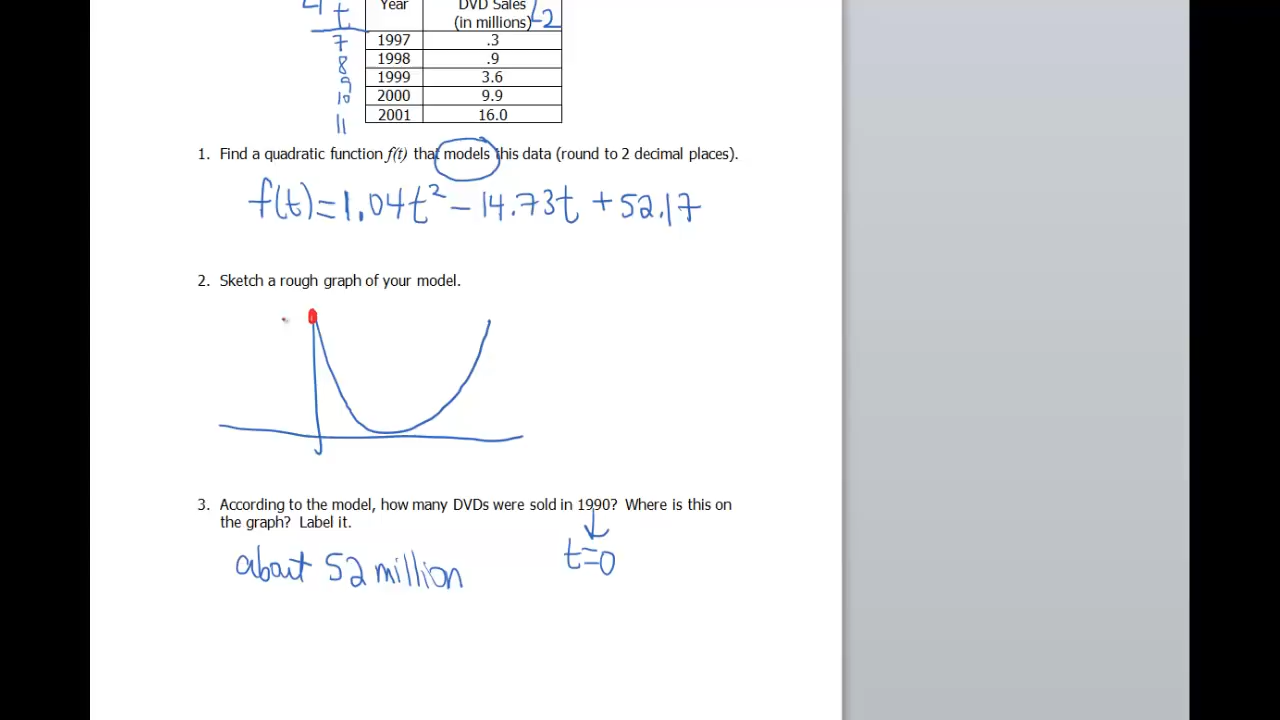 Year DVD Sales
t (in millions) L2
7 1997 .3
8 1998 .9
9 1999 3.6
10 2000 9.9
11 2001 16.0
1. Find a quadratic function f(t) that models this data (round to 2 decimal places).
f(t)=1.04t² - 14.73t + 52.17
2. Sketch a rough graph of your model.
3. According to the model, how many DVDs were sold in 1990? Where is this on
the graph? Label it.
about 52 million t=0